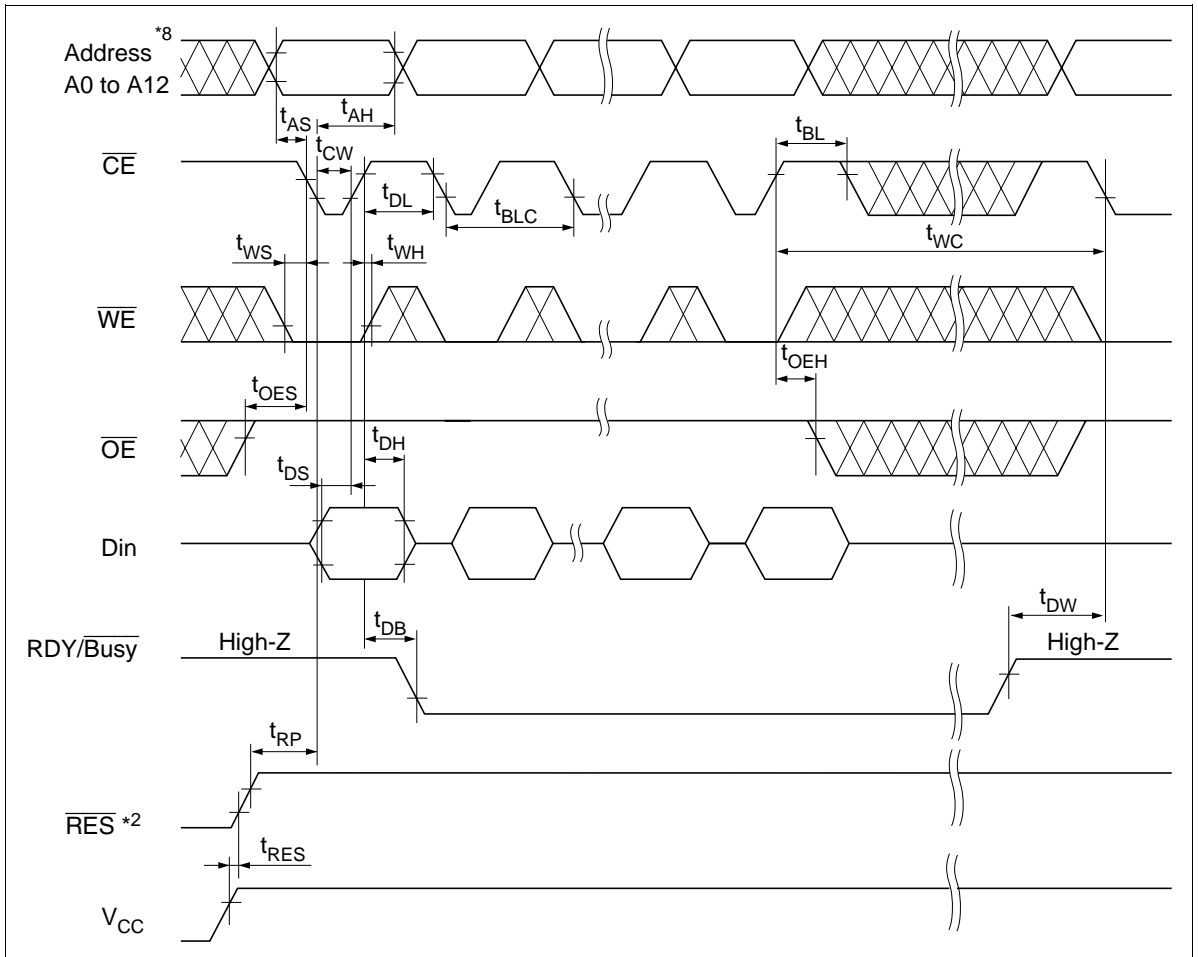 Address *8
A0 to A12
tAS
tAH
tCW
tBL
CE
tDL
tBLC
tWC
tWS
tWH
WE
tOEH
tOES
OE
tDH
tDS
Din
tDW
tDB
RDY/Busy
High-Z
High-Z
tRP
RES *2
tRES
VCC